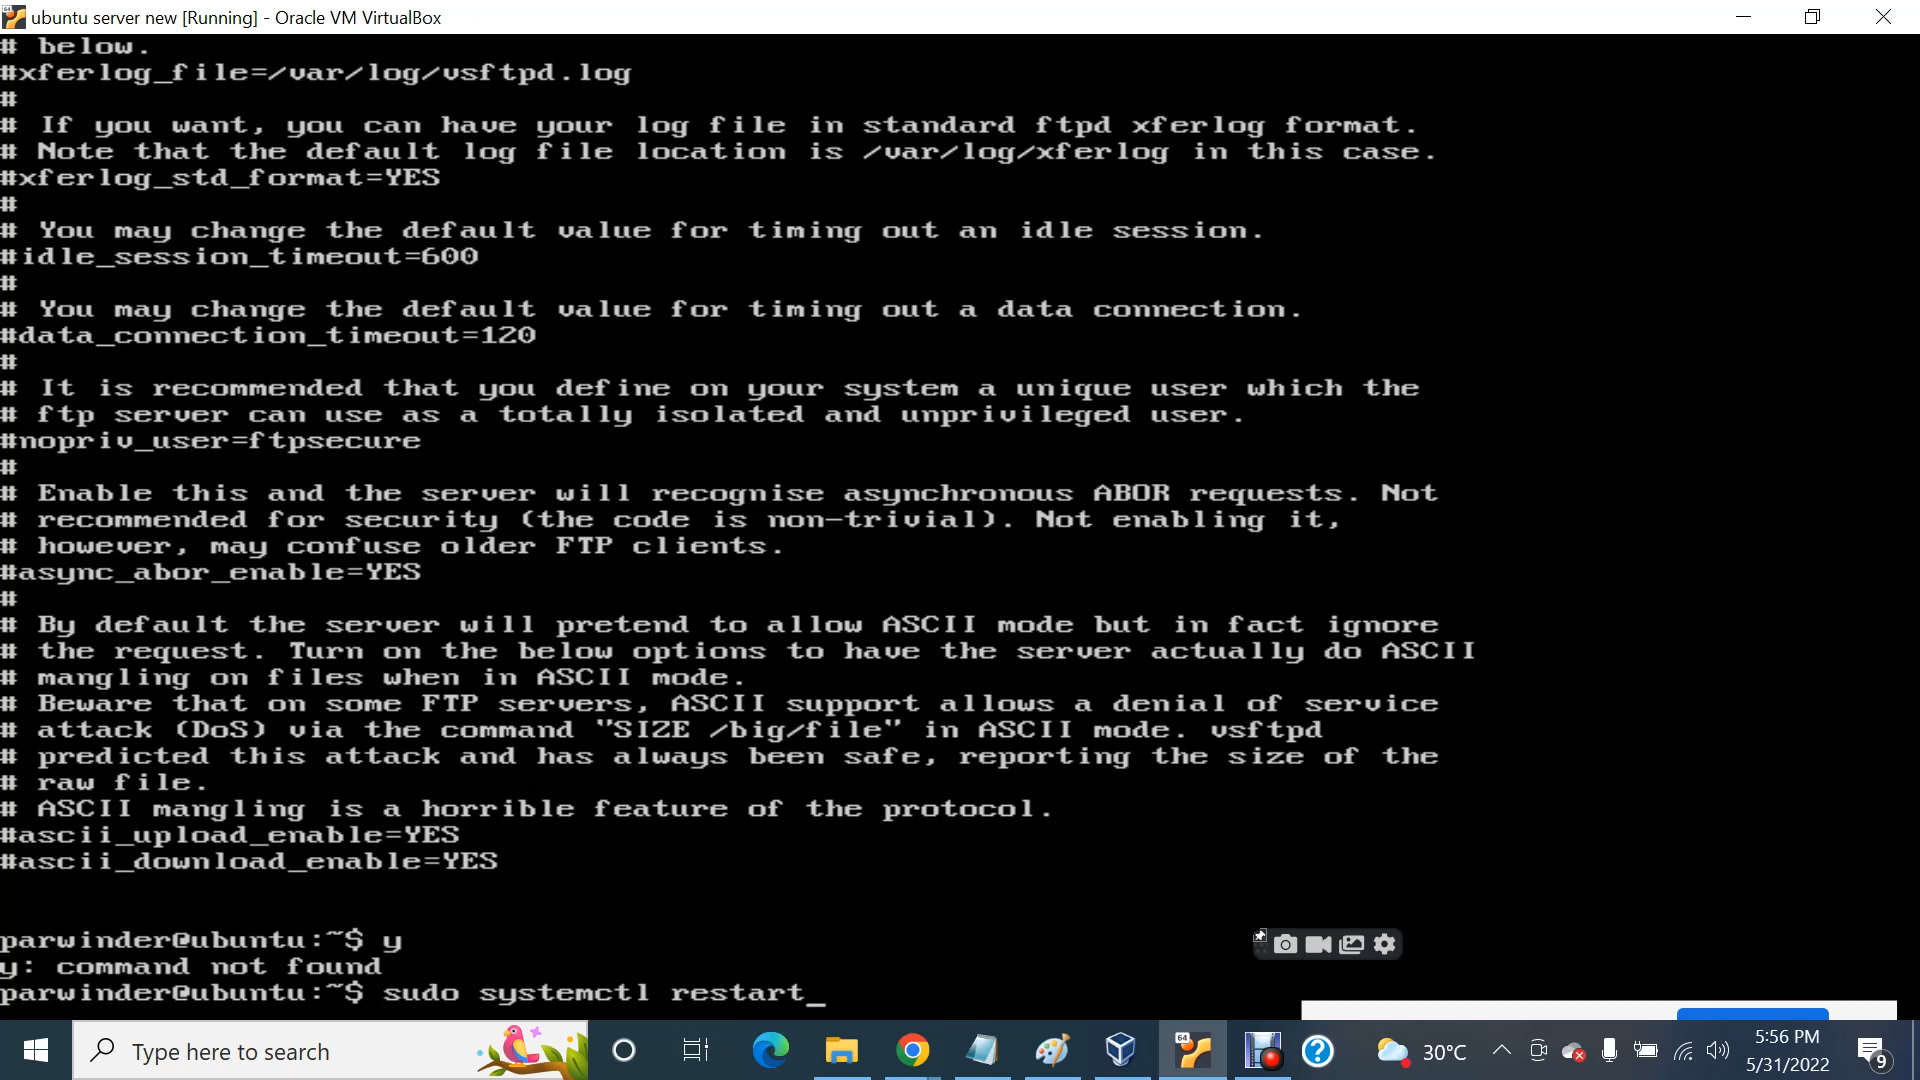 ubuntu server new [Running] - Oracle VM VirtualBox
# below.
#xferlog_file=/var/log/vsftpd.log
#
# If you want, you can have your log file in standard ftpd xferlog format.
# Note that the default log file location is /var/log/xferlog in this case.
#xferlog_std_format=YES
#
# You may change the default value for timing out an idle session.
#idle_session_timeout=600
#
# You may change the default value for timing out a data connection.
#data_connection_timeout=120
#
# It is recommended that you define on your system a unique user which the
# ftp server can use as a totally isolated and unprivileged user.
#nopriv_user=ftpsecure
#
# Enable this and the server will recognise asynchronous ABOR requests. Not
# recommended for security (the code is non-trivial). Not enabling it,
# however, may confuse older FTP clients.
#async_abor_enable=YES
#
# By default the server will pretend to allow ASCII mode but in fact ignore
# the request. Turn on the below options to have the server actually do ASCII
# mangling on files when in ASCII mode.
# Beware that on some FTP servers, ASCII support allows a denial of service
# attack (DoS) via the command "SIZE /big/file" in ASCII mode. vsftpd
# predicted this attack and has always been safe, reporting the size of the
# raw file.
# ASCII mangling is a horrible feature of the protocol.
#ascii_upload_enable=YES
#ascii_download_enable=YES
parwinder@ubuntu:~$ y
y: command not found
parwinder@ubuntu:~$ sudo systemctl restart_
Type here to search
64
30°C
5:56 PM
5/31/2022
9